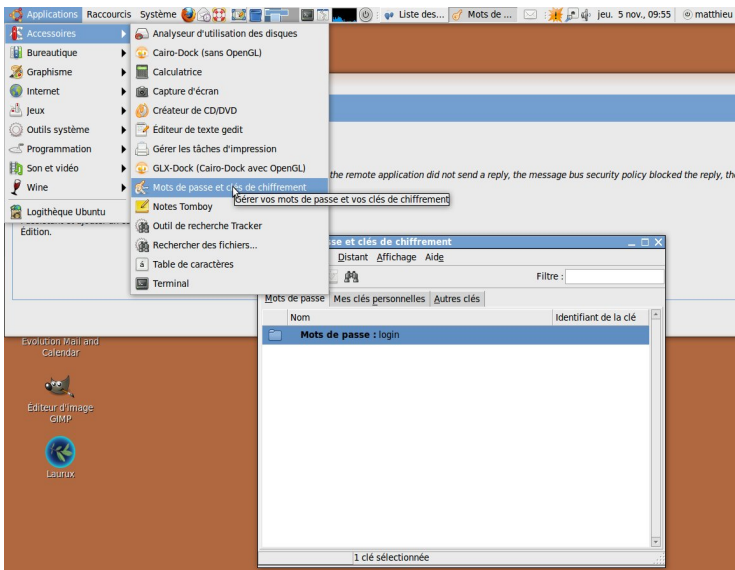 Applications Raccourcis Système Liste des... Mots de ... jeu. 5 nov., 09:55 matthieu
Accessoires
Bureautique
Graphisme
Internet
Jeux
Outils système
Programmation
Son et vidéo
Wine
Logithèque Ubuntu
Analyseur d'utilisation des disques
Cairo-Dock (sans OpenGL)
Calculatrice
Capture d'écran
Créateur de CD/DVD
Éditeur de texte gedit
Gérer les tâches d'impression
GLX-Dock (Cairo-Dock avec OpenGL)
Mots de passe et clés de chiffrement
Notes Tomboy
Outil de recherche Tracker
Rechercher des fichiers...
Table de caractères
Terminal
Gérer vos mots de passe et vos clés de chiffrement
the remote application did not send a reply, the message bus security policy blocked the reply, the
Édition.
et clés de chiffrement
Distant Affichage Aide
Filtre :
Mots de passe Mes clés personnelles Autres clés
Nom Identifiant de la clé
Mots de passe : login
1 clé sélectionnée
Evolution Mail and
Calendar
Éditeur d'image
GIMP
Laurux